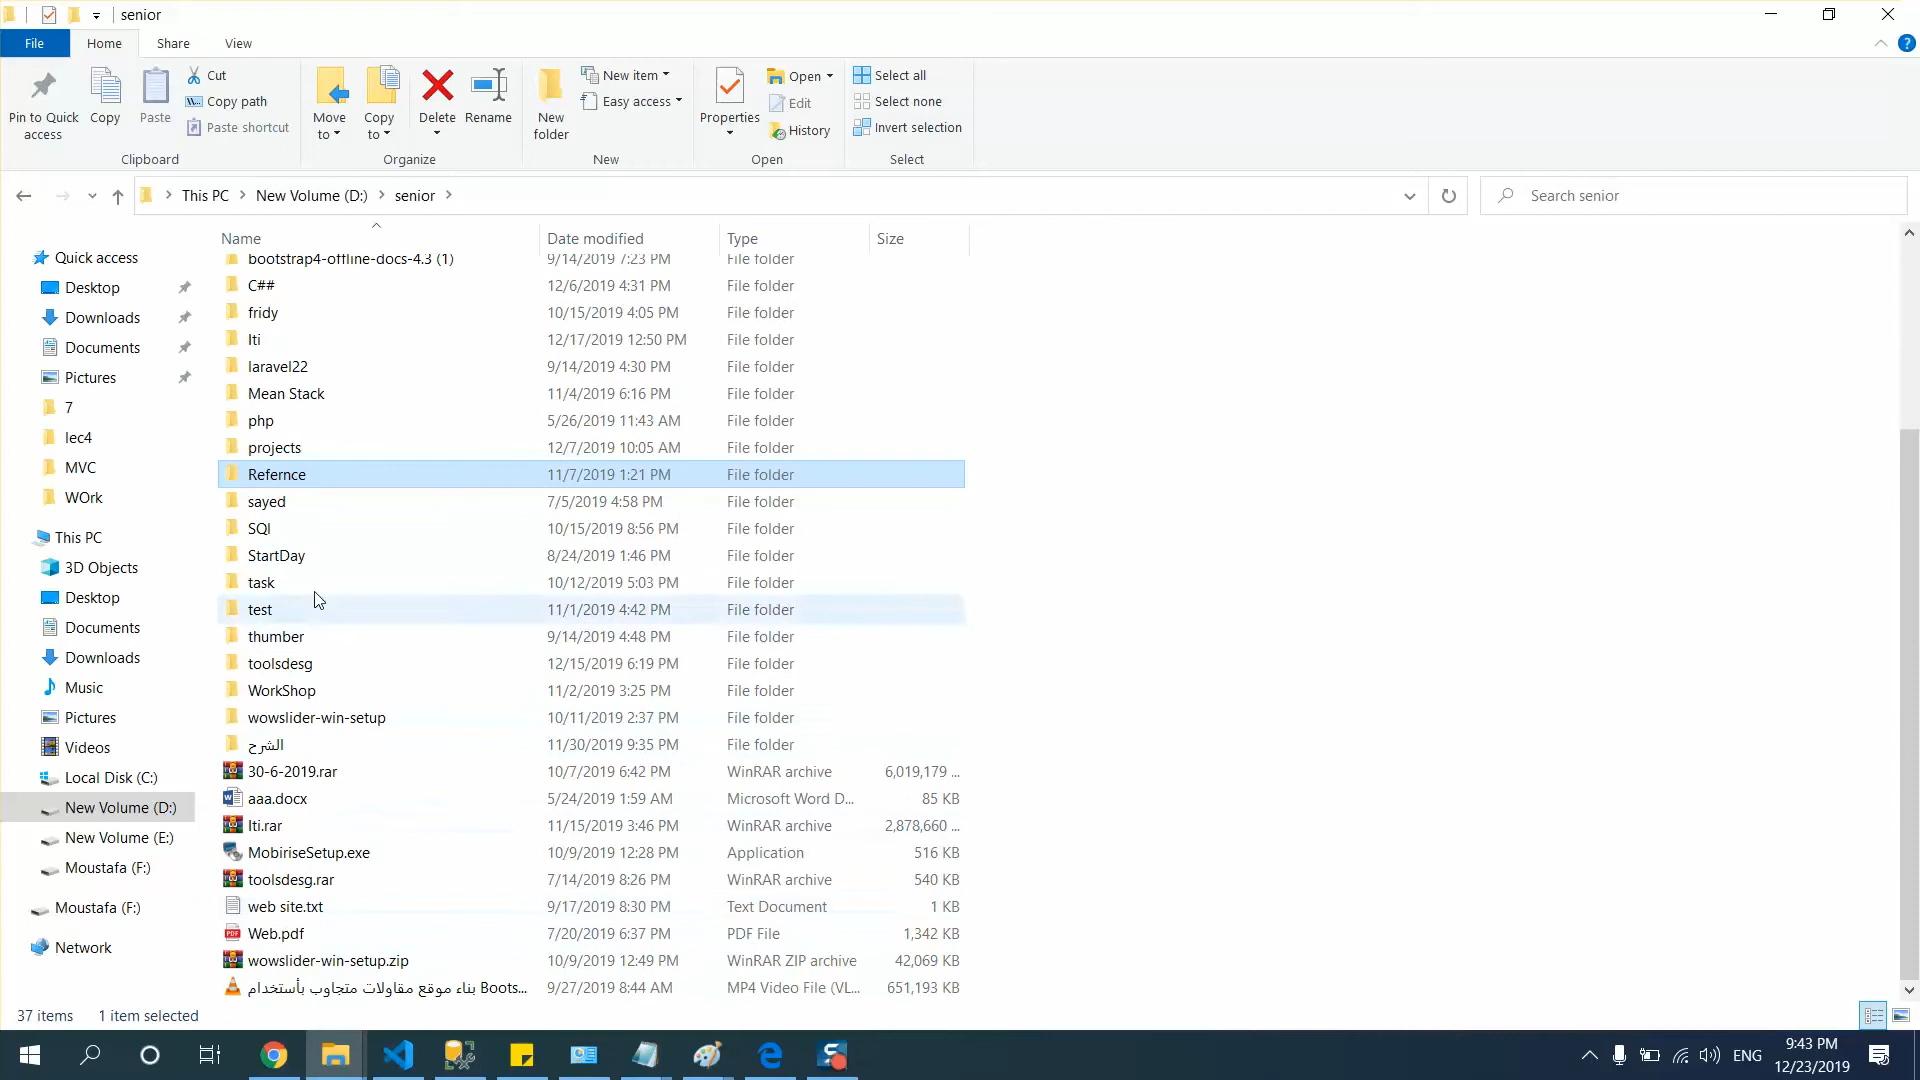 senior
File Home Share View
Pin to Quick access
Copy
Paste
Cut
Copy path
Paste shortcut
Clipboard
Move to
Copy to
Delete
Rename
Organize
New folder
New item
Easy access
New
Properties
Open
Edit
History
Open
Select all
Select none
Invert selection
Select
This PC New Volume (D:) senior
Search senior
Quick access
Desktop
Downloads
Documents
Pictures
7
lec4
MVC
WOrk
This PC
3D Objects
Desktop
Documents
Downloads
Music
Pictures
Videos
Local Disk (C:)
New Volume (D:)
New Volume (E:)
Moustafa (F:)
Moustafa (F:)
Network
Name Date modified Type Size
bootstrap4-offline-docs-4.3 (1) 9/14/2019 7:23 PM File folder
C## 12/6/2019 4:31 PM File folder
fridy 10/15/2019 4:05 PM File folder
Iti 12/17/2019 12:50 PM File folder
laravel22 9/14/2019 4:30 PM File folder
Mean Stack 11/4/2019 6:16 PM File folder
php 5/26/2019 11:43 AM File folder
projects 12/7/2019 10:05 AM File folder
Refernce 11/7/2019 1:21 PM File folder
sayed 7/5/2019 4:58 PM File folder
SQl 10/15/2019 8:56 PM File folder
StartDay 8/24/2019 1:46 PM File folder
task 10/12/2019 5:03 PM File folder
test 11/1/2019 4:42 PM File folder
thumber 9/14/2019 4:48 PM File folder
toolsdesg 12/15/2019 6:19 PM File folder
WorkShop 11/2/2019 3:25 PM File folder
wowslider-win-setup 10/11/2019 2:37 PM File folder
الشرح 11/30/2019 9:35 PM File folder
30-6-2019.rar 10/7/2019 6:42 PM WinRAR archive 6,019,179 ...
aaa.docx 5/24/2019 1:59 AM Microsoft Word D... 85 KB
Iti.rar 11/15/2019 3:46 PM WinRAR archive 2,878,660 ...
MobiriseSetup.exe 10/9/2019 12:28 PM Application 516 KB
toolsdesg.rar 7/14/2019 8:26 PM WinRAR archive 540 KB
web site.txt 9/17/2019 8:30 PM Text Document 1 KB
Web.pdf 7/20/2019 6:37 PM PDF File 1,342 KB
wowslider-win-setup.zip 10/9/2019 12:49 PM WinRAR ZIP archive 42,069 KB
بناء موقع مقاولات متجاوب بأستخدام Boots... 9/27/2019 8:44 AM MP4 Video File (VL... 651,193 KB
37 items 1 item selected
ENG
9:43 PM
12/23/2019